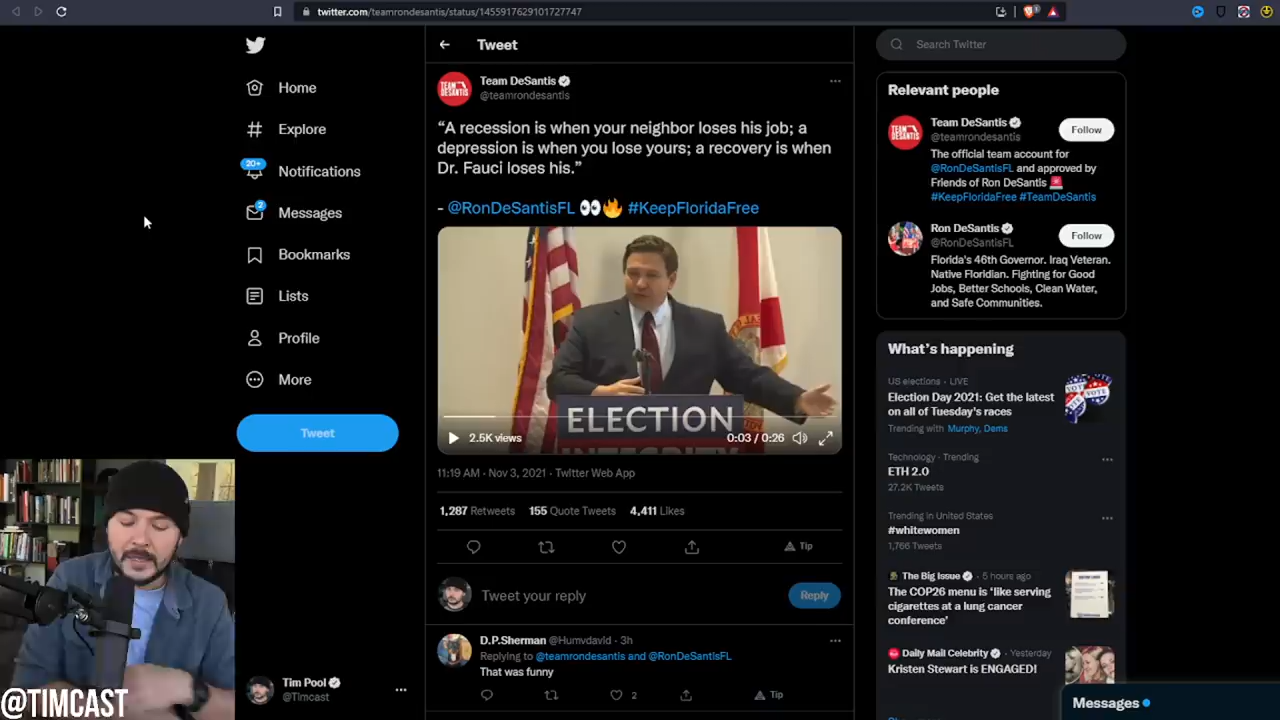 twitter.com/teamrondesantis/status/1455917629101727747
Tweet
Search Twitter
Home
Explore
20+
Notifications
2
Messages
Bookmarks
Lists
Profile
More
Tweet
Tim Pool
@Timcast
@TIMCAST
TEAM DESANTIS
Team DeSantis
@teamrondesantis
“A recession is when your neighbor loses his job; a
depression is when you lose yours; a recovery is when
Dr. Fauci loses his.”
- @RonDeSantisFL 👀🔥 #KeepFloridaFree
ELECTION
INTEGRITY
2.5K views
0:03 / 0:26
11:19 AM · Nov 3, 2021 · Twitter Web App
1,287 Retweets 155 Quote Tweets 4,411 Likes
Tip
Tweet your reply
Reply
D.P.Sherman @Humvdavid · 3h
Replying to @teamrondesantis and @RonDeSantisFL
That was funny
2
Tip
Relevant people
TEAM DESANTIS
Team DeSantis
@teamrondesantis
Follow
The official team account for
@RonDeSantisFL and approved by
Friends of Ron DeSantis 🚨
#KeepFloridaFree #TeamDeSantis
Ron DeSantis
@RonDeSantisFL
Follow
Florida's 46th Governor. Iraq Veteran.
Native Floridian. Fighting for Good
Jobs, Better Schools, Clean Water,
and Safe Communities.
What's happening
US elections · LIVE
Election Day 2021: Get the latest
on all of Tuesday's races
Trending with Murphy, Dems
VOTE
Technology · Trending
ETH 2.0
27.2K Tweets
Trending in United States
#whitewomen
1,766 Tweets
The Big Issue · 5 hours ago
The COP26 menu is ‘like serving
cigarettes at a lung cancer
conference’
Daily Mail Celebrity · Yesterday
Kristen Stewart is ENGAGED!
Messages